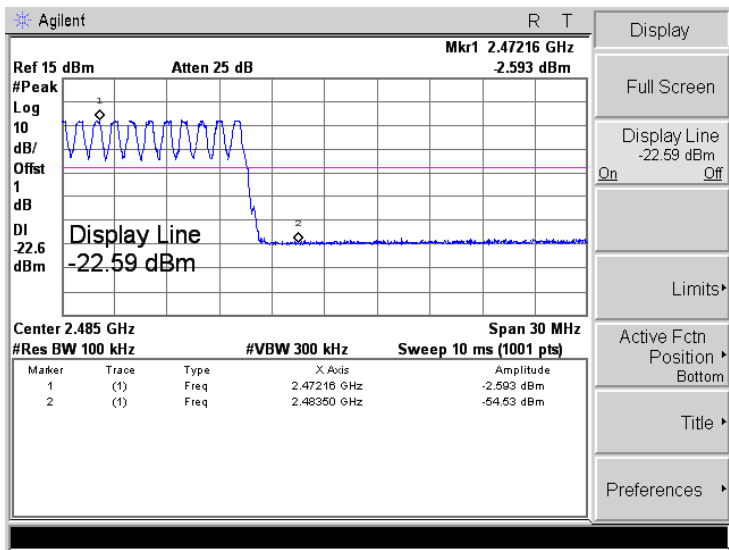 Agilent R T
Mkr1 2.47216 GHz
Ref 15 dBm Atten 25 dB -2.593 dBm
#Peak
Log
10
dB/
Offst
1
dB
DI
-22.6
dBm
1
2
Display Line
-22.59 dBm
Center 2.485 GHz Span 30 MHz
#Res BW 100 kHz #VBW 300 kHz Sweep 10 ms (1001 pts)
Marker Trace Type X Axis Amplitude
1 (1) Freq 2.47216 GHz -2.593 dBm
2 (1) Freq 2.48350 GHz -54.53 dBm
Display
Full Screen
Display Line
-22.59 dBm
On Off
Limits
Active Fctn
Position
Bottom
Title
Preferences